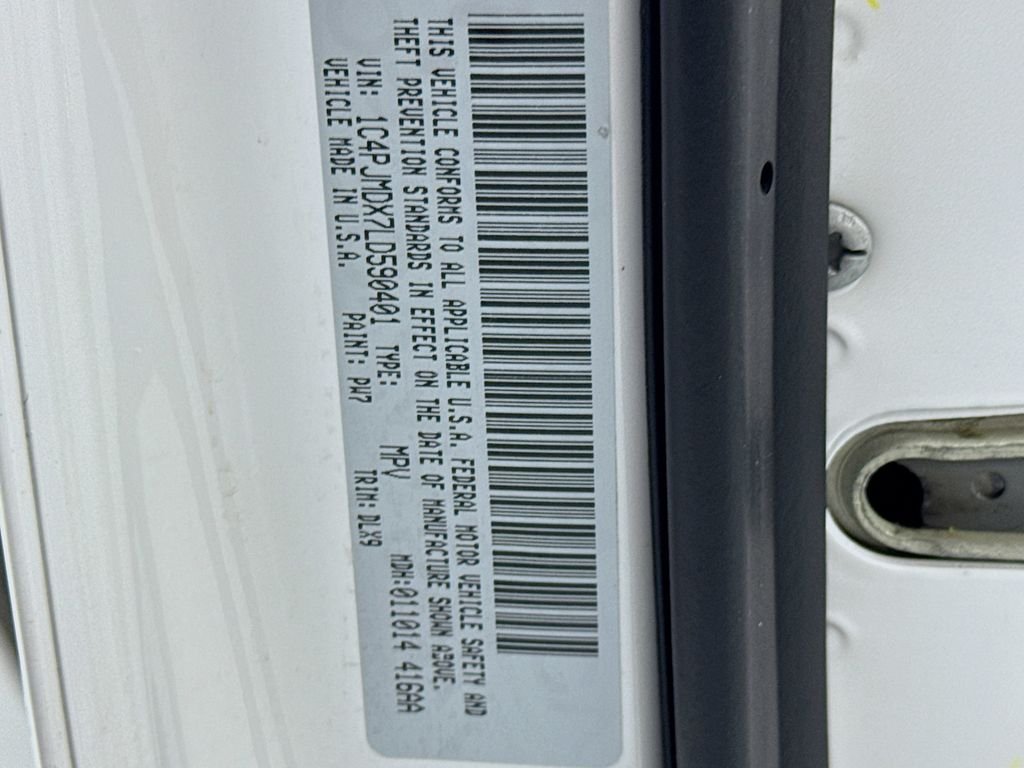 THIS VEHICLE CONFORMS TO ALL APPLICABLE U.S.A. FEDERAL MOTOR VEHICLE SAFETY AND
THEFT PREVENTION STANDARDS IN EFFECT ON THE DATE OF MANUFACTURE SHOWN ABOVE.
VIN: 1C4PJMDX7LD590401 TYPE: MPV MDH:011014 416AA
VEHICLE MADE IN U.S.A. PAINT: PW7 TRIM: DLX9